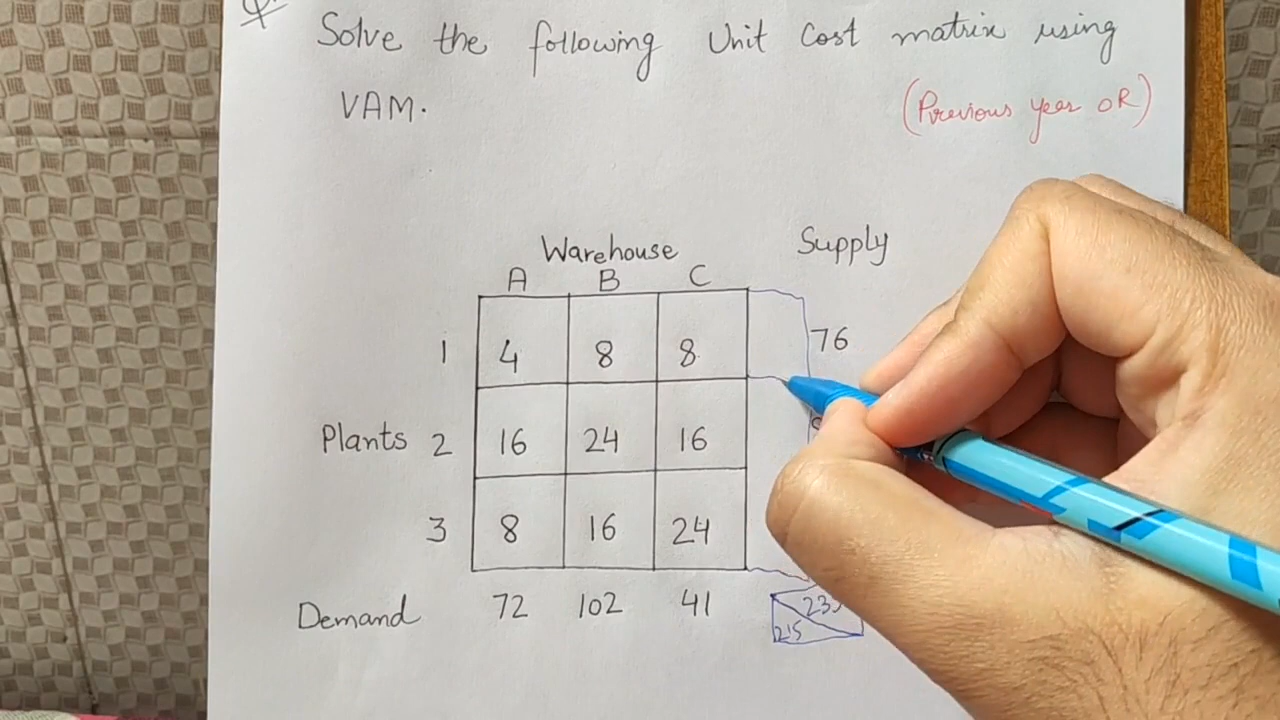 Q.
Solve the following Unit Cost matrix using
VAM.
(Previous year OR)
Warehouse Supply
A B C
1 4 8 8 76
Plants 2 16 24 16
3 8 16 24
Demand 72 102 41 215